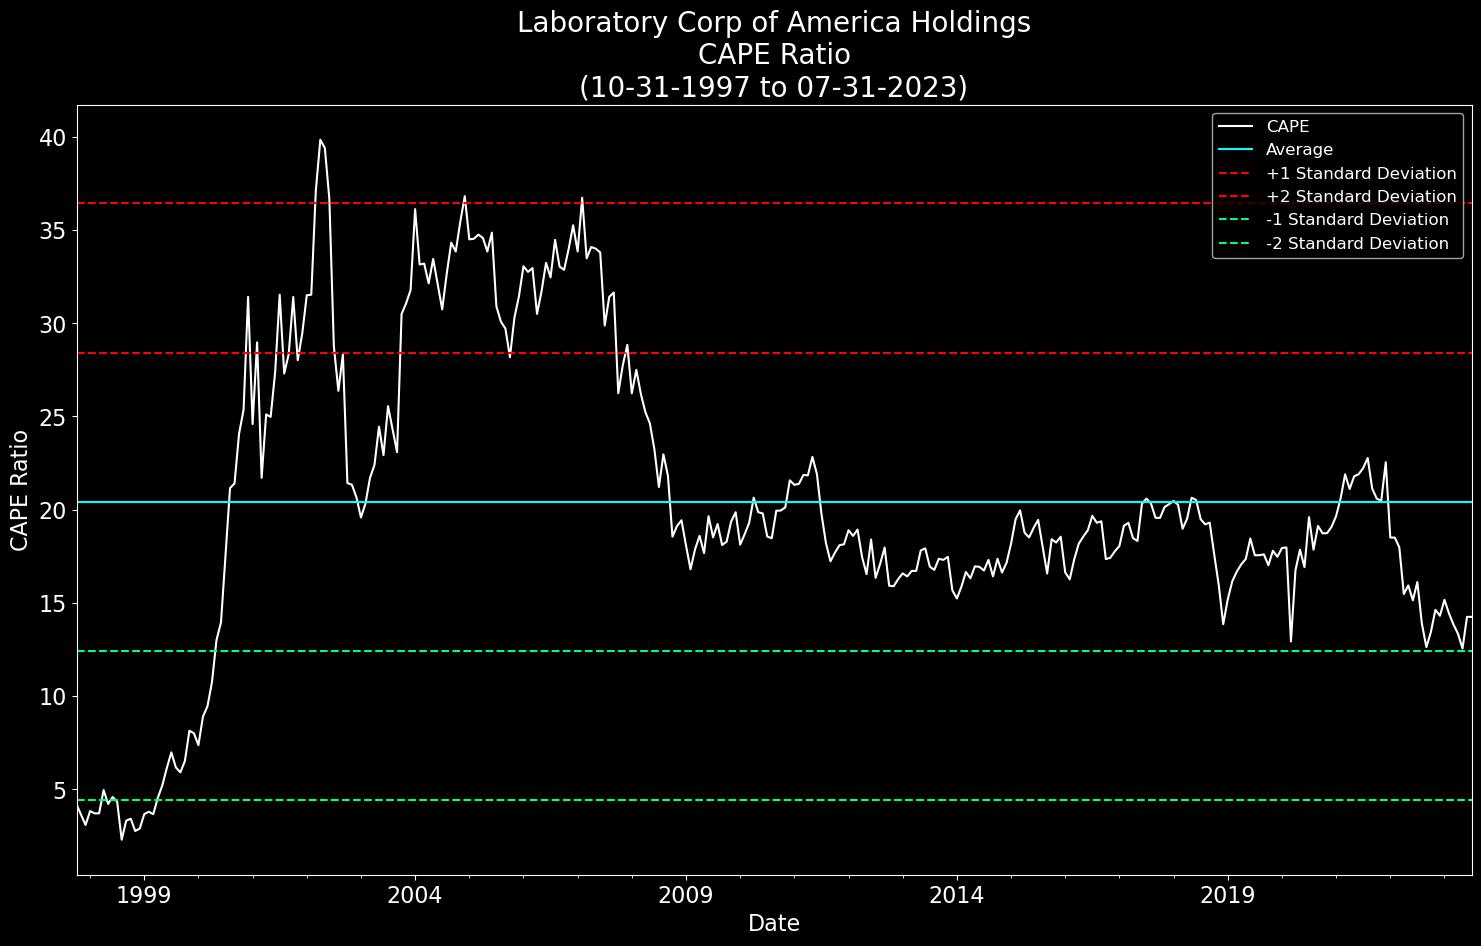 Laboratory Corp of America Holdings
CAPE Ratio
(10-31-1997 to 07-31-2023)
CAPE
Average
+1 Standard Deviation
+2 Standard Deviation
-1 Standard Deviation
-2 Standard Deviation
CAPE Ratio
40
35
30
25
20
15
10
5
1999
2004
2009
2014
2019
Date